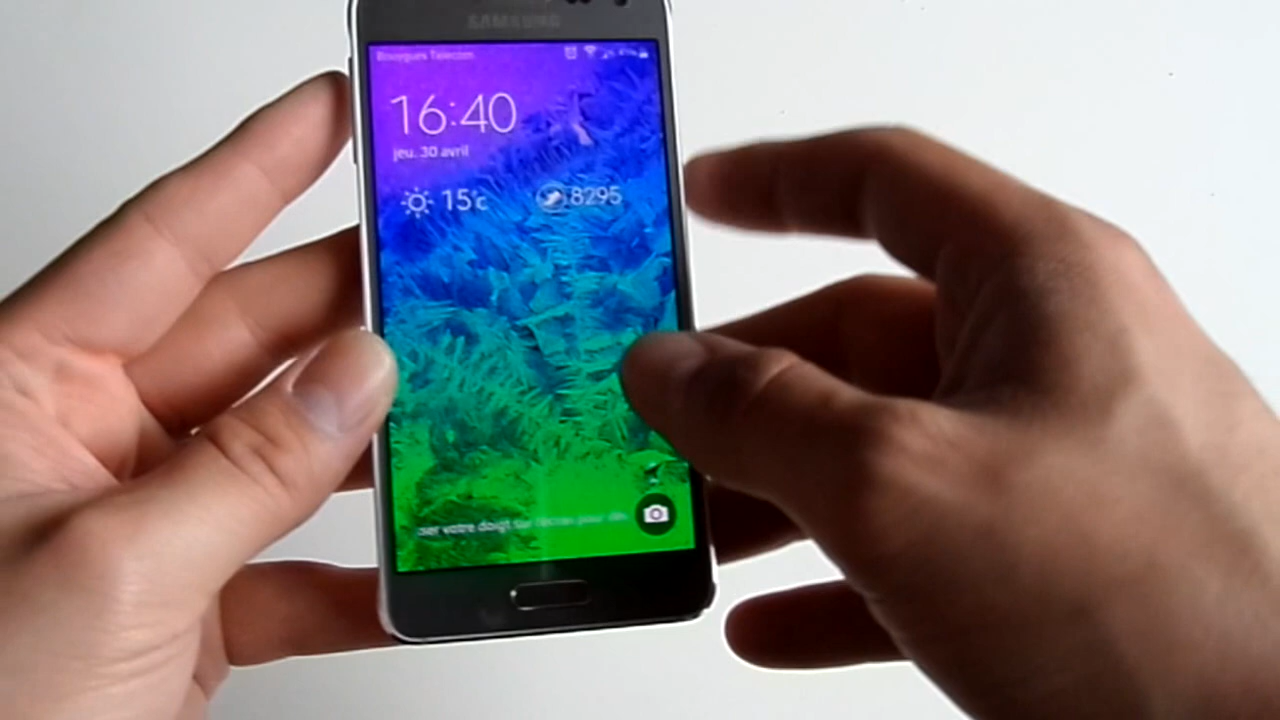 SAMSUNG
Bouygues Telecom
16:40
jeu. 30 avril
15°c
8295
ser votre doigt sur l'écran pour dév